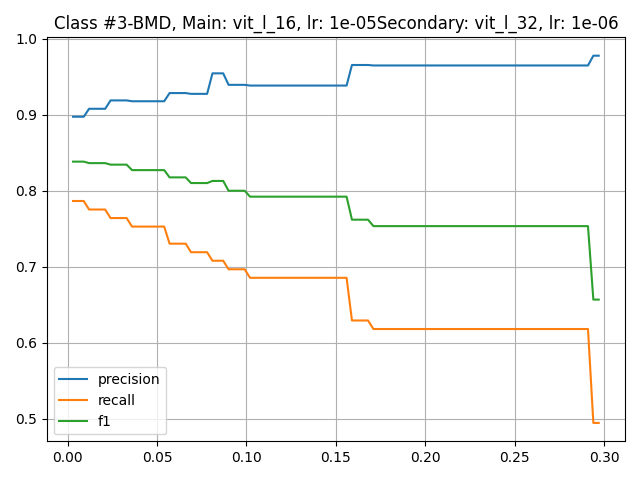 Class #3-BMD, Main: vit_l_16, lr: 1e-05Secondary: vit_l_32, lr: 1e-06
1.0
0.9
0.8
0.7
0.6
0.5
precision
recall
f1
0.00 0.05 0.10 0.15 0.20 0.25 0.30